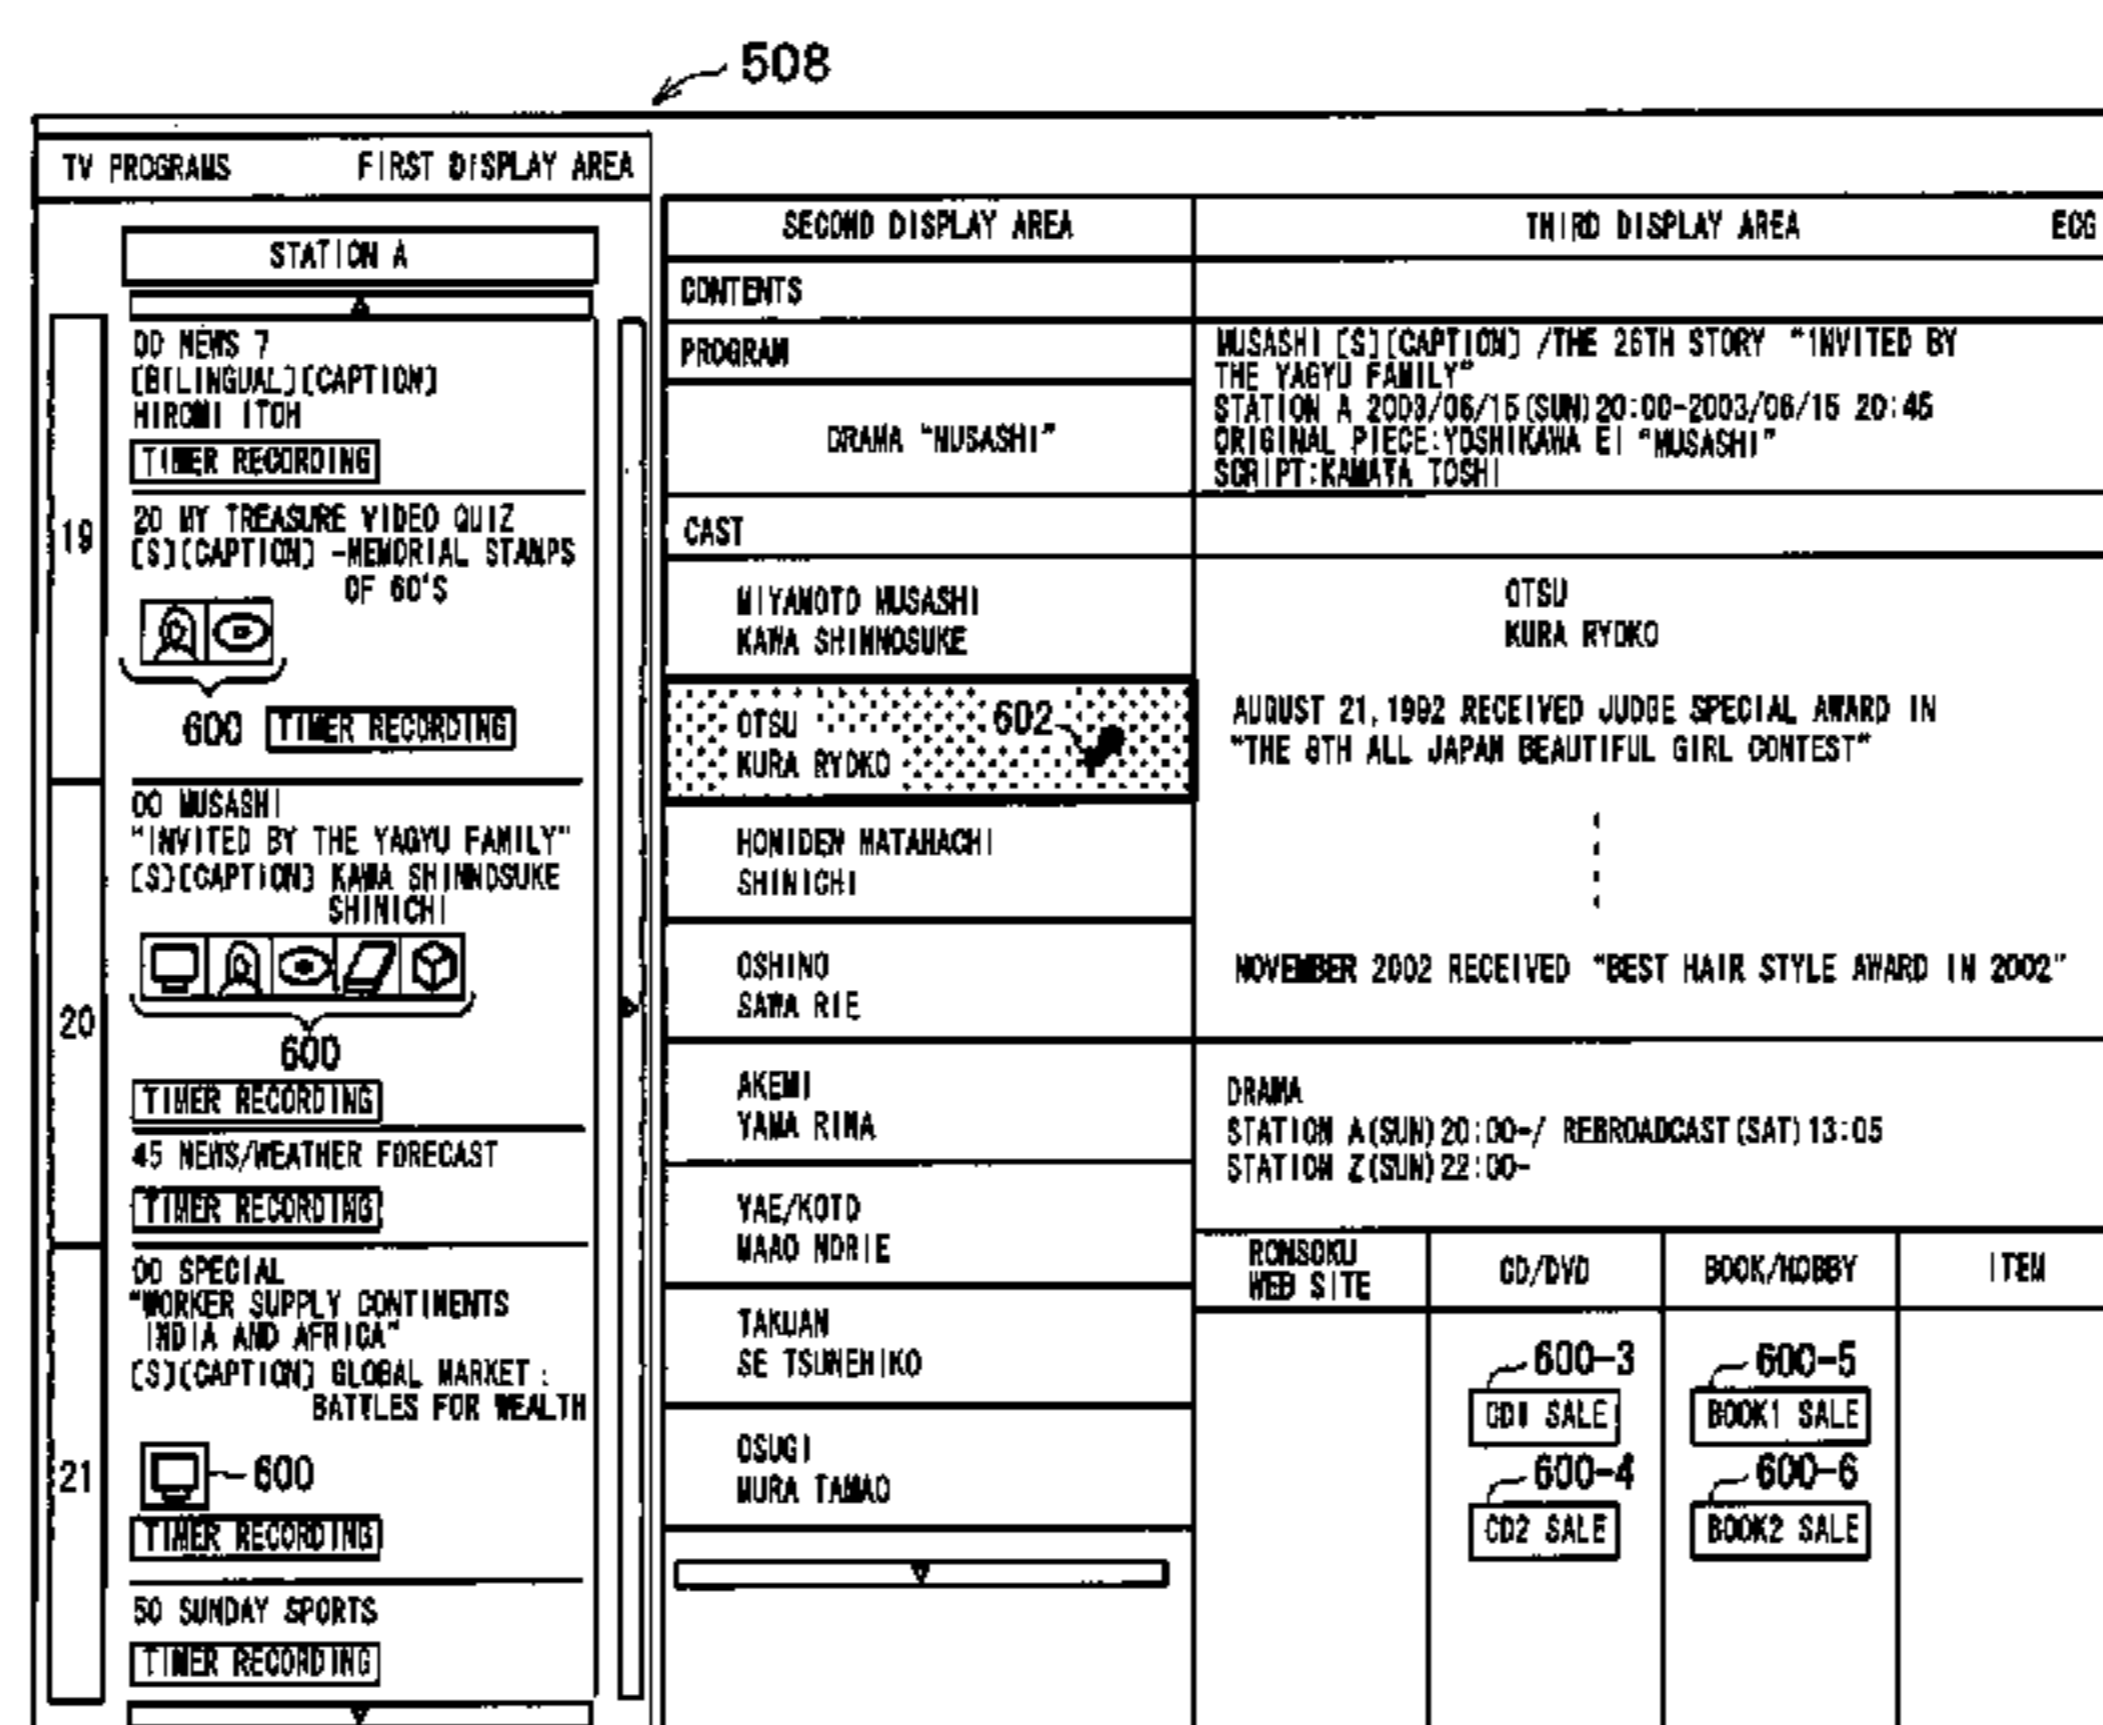 508
TV PROGRAMS FIRST DISPLAY AREA
STATION A
19
00 NEWS 7
[BILINGUAL][CAPTION]
HIROMI ITOH
TIMER RECORDING
20 MY TREASURE VIDEO QUIZ
[S][CAPTION] -MEMORIAL STAMPS
OF 60'S
600 TIMER RECORDING
20
00 MUSASHI
"INVITED BY THE YAGYU FAMILY"
[S][CAPTION] KAWA SHINNOSUKE
SHINICHI
600
TIMER RECORDING
45 NEWS/WEATHER FORECAST
TIMER RECORDING
21
00 SPECIAL
"WORKER SUPPLY CONTINENTS
INDIA AND AFRICA"
[S][CAPTION] GLOBAL MARKET:
BATTLES FOR WEALTH
600
TIMER RECORDING
50 SUNDAY SPORTS
TIMER RECORDING
SECOND DISPLAY AREA
CONTENTS
PROGRAM
DRAMA "MUSASHI"
CAST
MIYAMOTO MUSASHI
KAWA SHINNOSUKE
OTSU
KURA RYOKO
602
HONIDEN MATAHACHI
SHINICHI
OSHINO
SAWA RIE
AKEMI
YAMA RINA
YAE/KOTO
MAAO NORIE
TAKUAN
SE TSUNEHIKO
OSUGI
MURA TAMAO
THIRD DISPLAY AREA ECG
MUSASHI [S][CAPTION] /THE 26TH STORY "INVITED BY
THE YAGYU FAMILY"
STATION A 2003/06/15(SUN)20:00-2003/06/15 20:45
ORIGINAL PIECE:YOSHIKAWA EI "MUSASHI"
SCRIPT:KAMATA TOSHI
OTSU
KURA RYOKO
AUGUST 21,1992 RECEIVED JUDGE SPECIAL AWARD IN
"THE 6TH ALL JAPAN BEAUTIFUL GIRL CONTEST"
NOVEMBER 2002 RECEIVED "BEST HAIR STYLE AWARD IN 2002"
DRAMA
STATION A(SUN)20:00-/ REBROADCAST(SAT)13:05
STATION Z(SUN)22:00-
RONSOKU
WEB SITE
CD/DVD
BOOK/HOBBY
ITEM
600-3
CD1 SALE
600-4
CD2 SALE
600-5
BOOK1 SALE
600-6
BOOK2 SALE